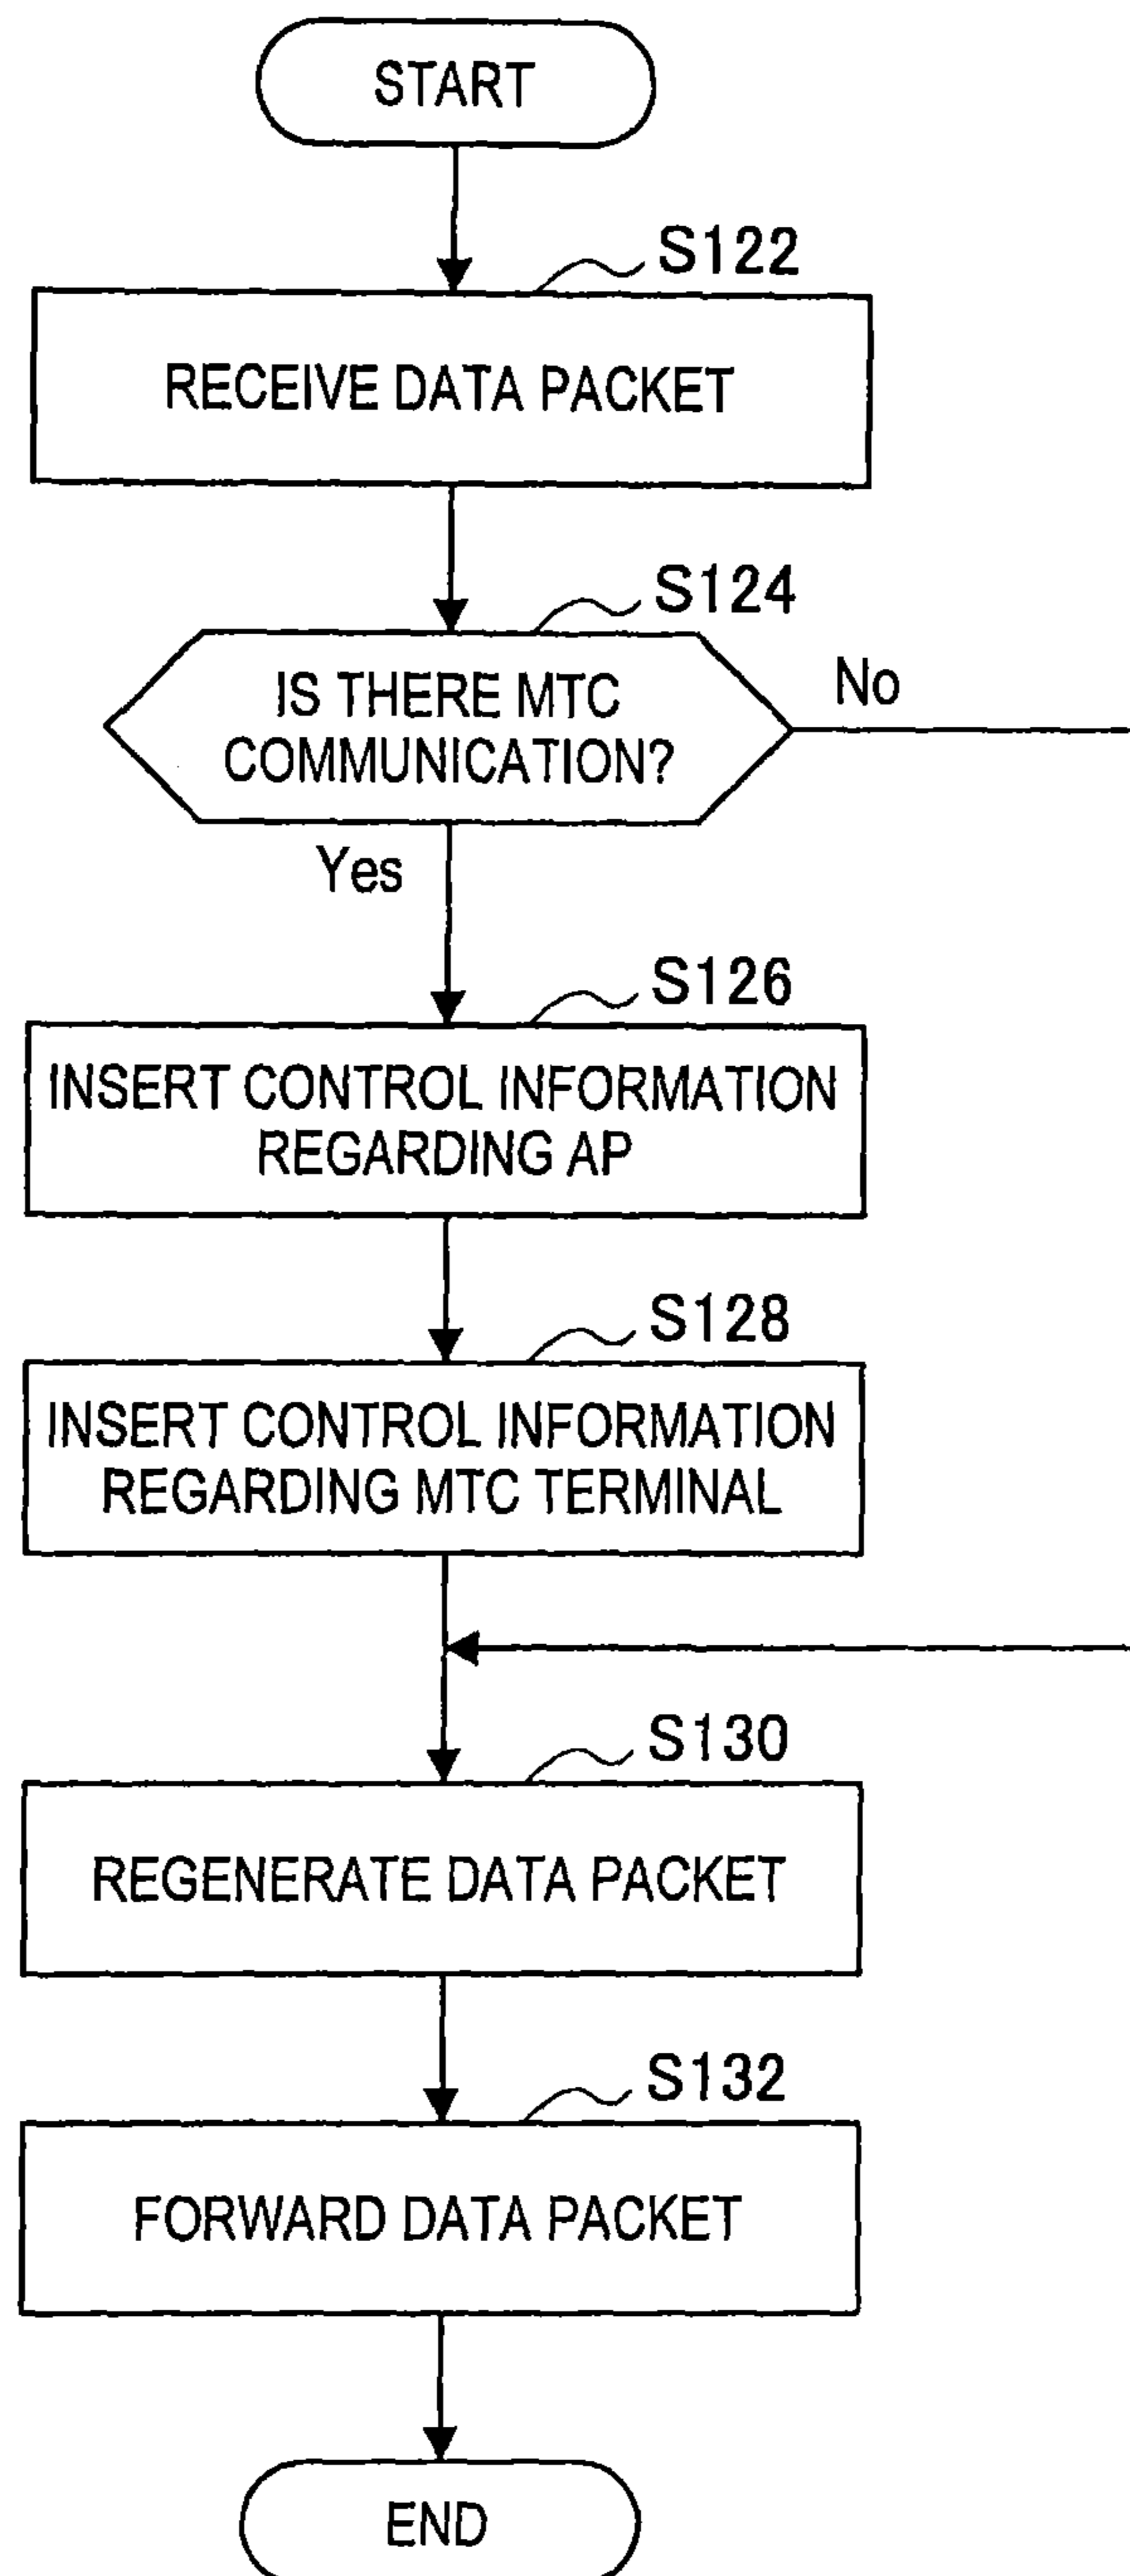 START
S122
RECEIVE DATA PACKET
S124
IS THERE MTC
COMMUNICATION?
No
Yes
S126
INSERT CONTROL INFORMATION
REGARDING AP
S128
INSERT CONTROL INFORMATION
REGARDING MTC TERMINAL
S130
REGENERATE DATA PACKET
S132
FORWARD DATA PACKET
END